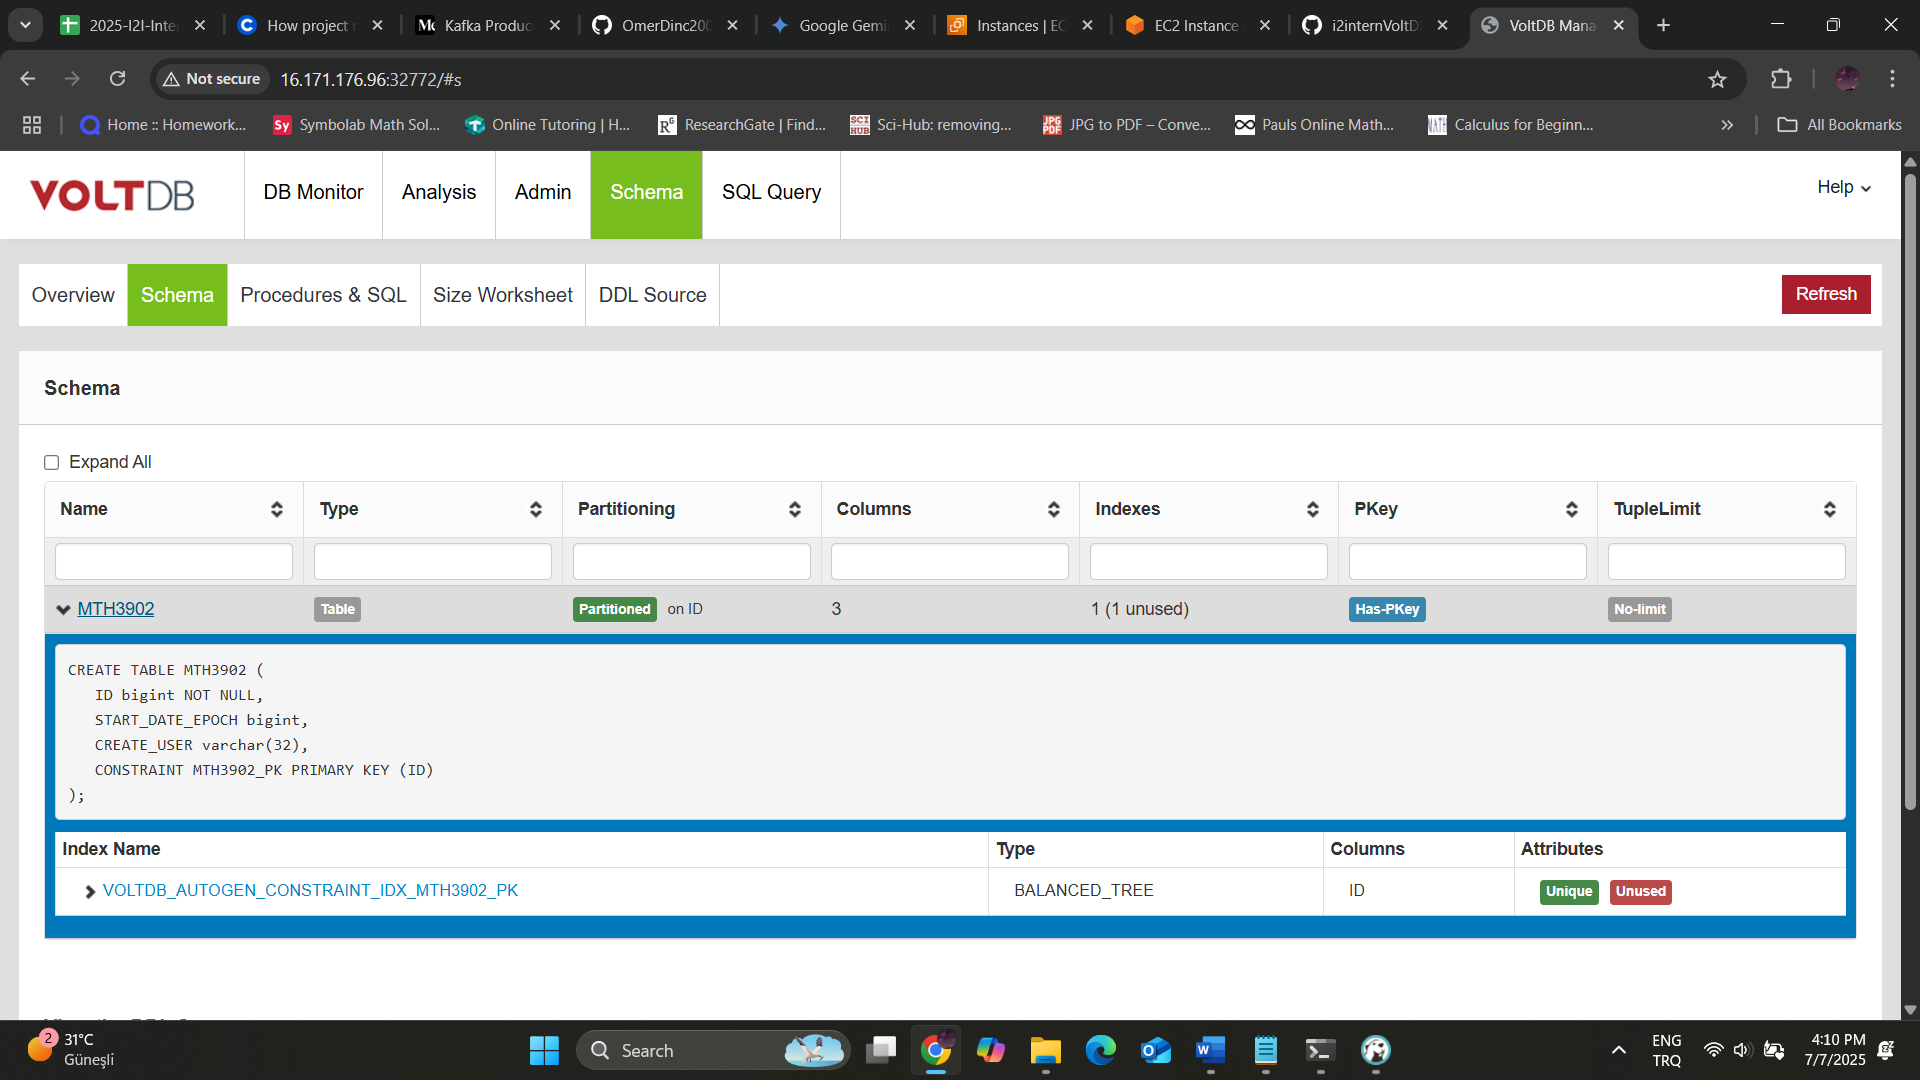 2025-I2I-Inter
How project r
Kafka Produc
OmerDinc200
Google Gemi
Instances | EC
EC2 Instance
i2internVoltD
VoltDB Mana
Not secure
16.171.176.96:32772/#s
Home :: Homework...
Symbolab Math Sol...
Online Tutoring | H...
ResearchGate | Find...
Sci-Hub: removing...
JPG to PDF – Conve...
Pauls Online Math...
Calculus for Beginn...
All Bookmarks
VOLTDB
DB Monitor
Analysis
Admin
Schema
SQL Query
Help
Overview
Schema
Procedures & SQL
Size Worksheet
DDL Source
Refresh
Schema
Expand All
Name Type Partitioning Columns Indexes PKey TupleLimit
MTH3902 Table Partitioned on ID 3 1 (1 unused) Has-PKey No-limit
CREATE TABLE MTH3902 (
ID bigint NOT NULL,
START_DATE_EPOCH bigint,
CREATE_USER varchar(32),
CONSTRAINT MTH3902_PK PRIMARY KEY (ID)
);
Index Name Type Columns Attributes
VOLTDB_AUTOGEN_CONSTRAINT_IDX_MTH3902_PK BALANCED_TREE ID Unique Unused
2
31°C
Güneşli
Search
ENG
TRQ
4:10 PM
7/7/2025